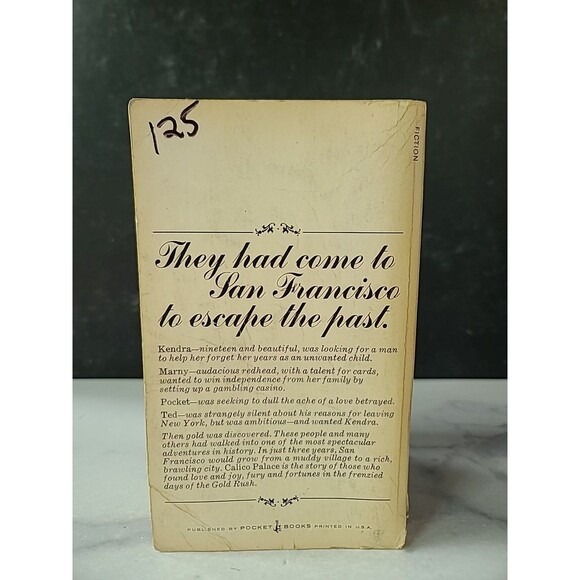 125
FICTION
They had come to
San Francisco
to escape the past.
Kendra—nineteen and beautiful, was looking for a man
to help her forget her years as an unwanted child.
Marny—audacious redhead, with a talent for cards,
wanted to win independence from her family by
setting up a gambling casino.
Pocket—was seeking to dull the ache of a love betrayed.
Ted—was strangely silent about his reasons for leaving
New York, but was ambitious—and wanted Kendra.
Then gold was discovered. These people and many
others had walked into one of the most spectacular
adventures in history. In just three years, San
Francisco would grow from a muddy village to a rich,
brawling city. Calico Palace is the story of those who
found love and joy, fury and fortunes in the frenzied
days of the Gold Rush.
PUBLISHED BY POCKET BOOKS PRINTED IN U.S.A.